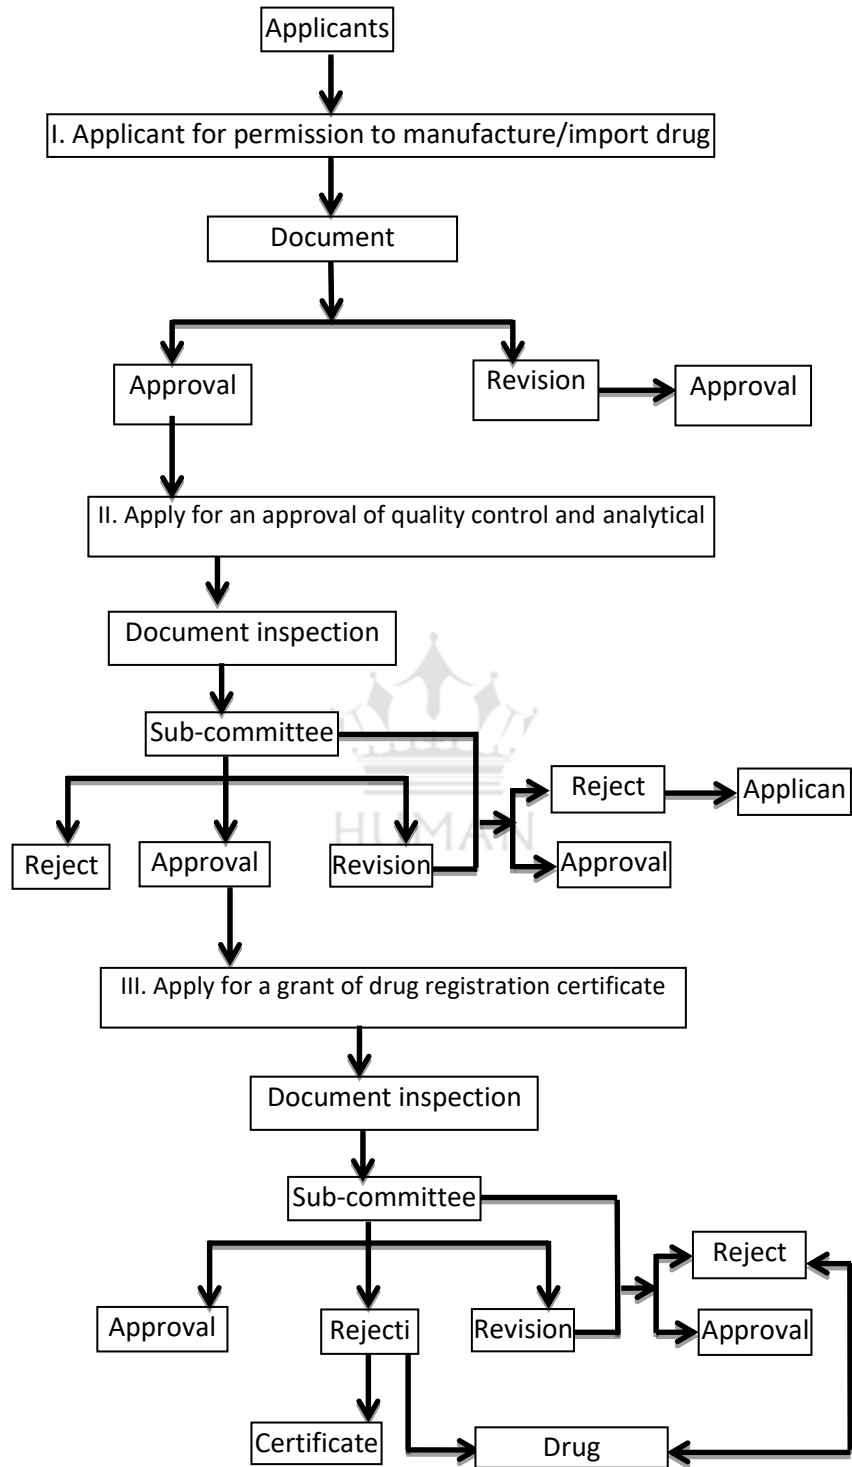 Applicants
I. Applicant for permission to manufacture/import drug
Document
Approval
Revision
Approval
II. Apply for an approval of quality control and analytical
Document inspection
Sub-committee
Reject
Applican
Reject
Approval
Revision
Approval
HUMAN
III. Apply for a grant of drug registration certificate
Document inspection
Sub-committee
Reject
Approval
Rejecti
Revision
Approval
Certificate
Drug